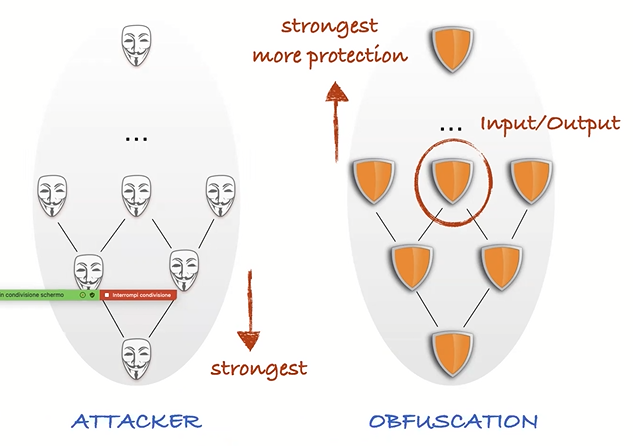 strongest
more protection
...
... Input/Output
n condivisione schermo
Interrompi condivisione
strongest
ATTACKER
OBFUSCATION